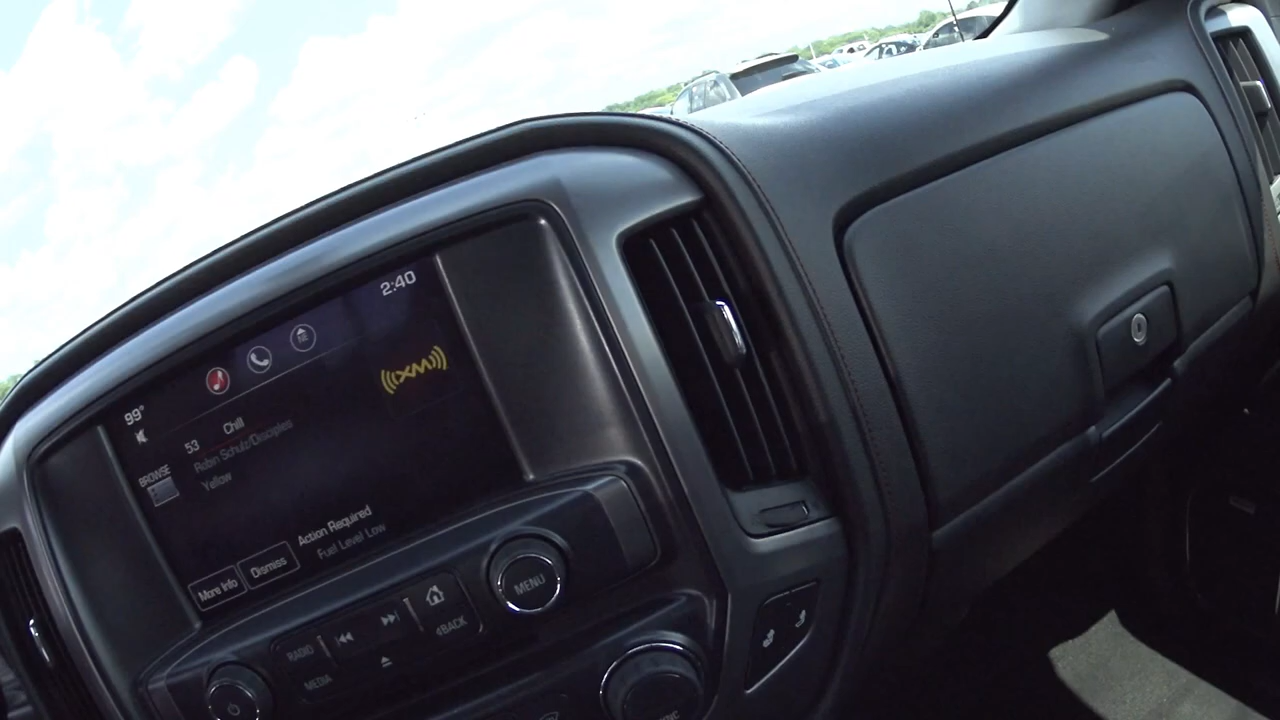 2:40
99°
XM
53 Chill
Robin Schulz/Disciples
Yellow
BROWSE
Action Required
Fuel Level Low
More Info
Dismiss
MENU
RADIO
MEDIA
BACK